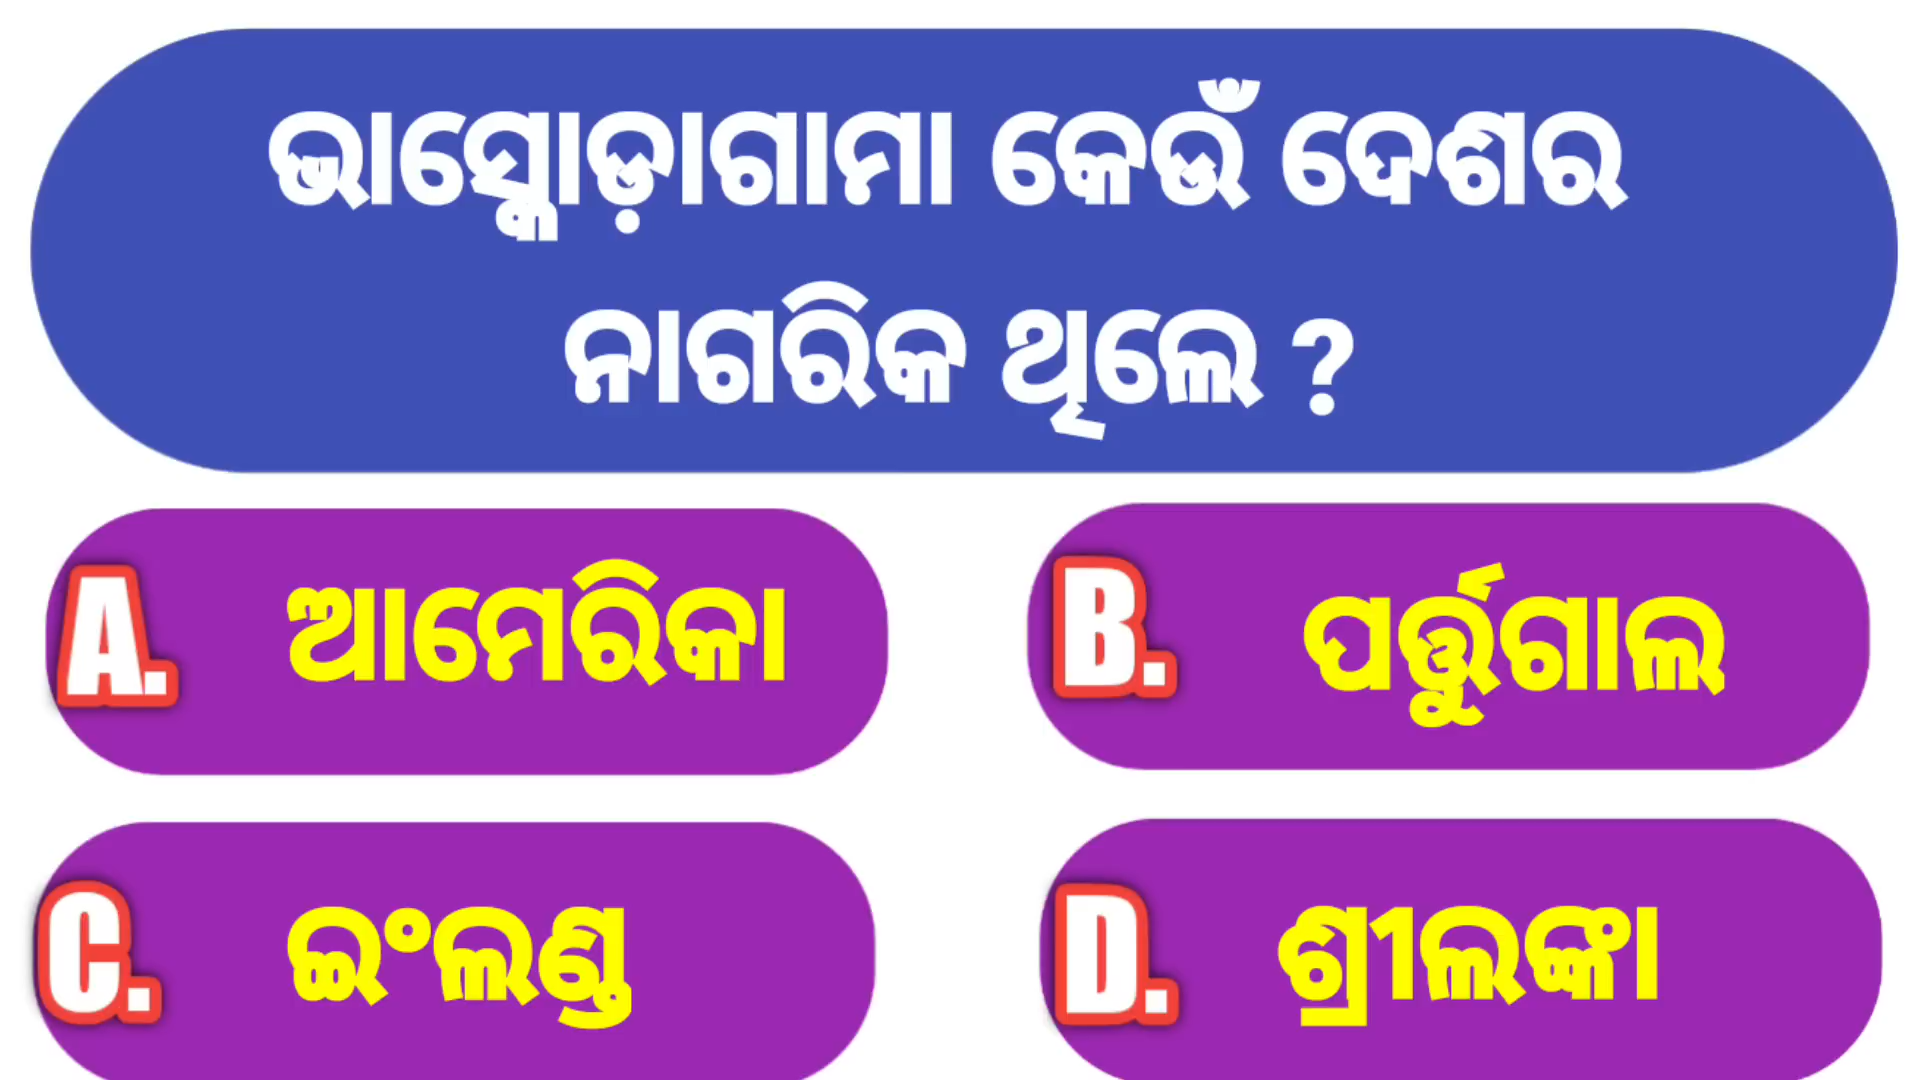 ଭାସ୍କୋଡ଼ାଗାମା କେଉଁ ଦେଶର
ନାଗରିକ ଥିଲେ ?
A. ଆମେରିକା
B. ପର୍ତ୍ତୁଗାଲ
C. ଇଂଲଣ୍ଡ
D. ଶ୍ରୀଲଙ୍କା